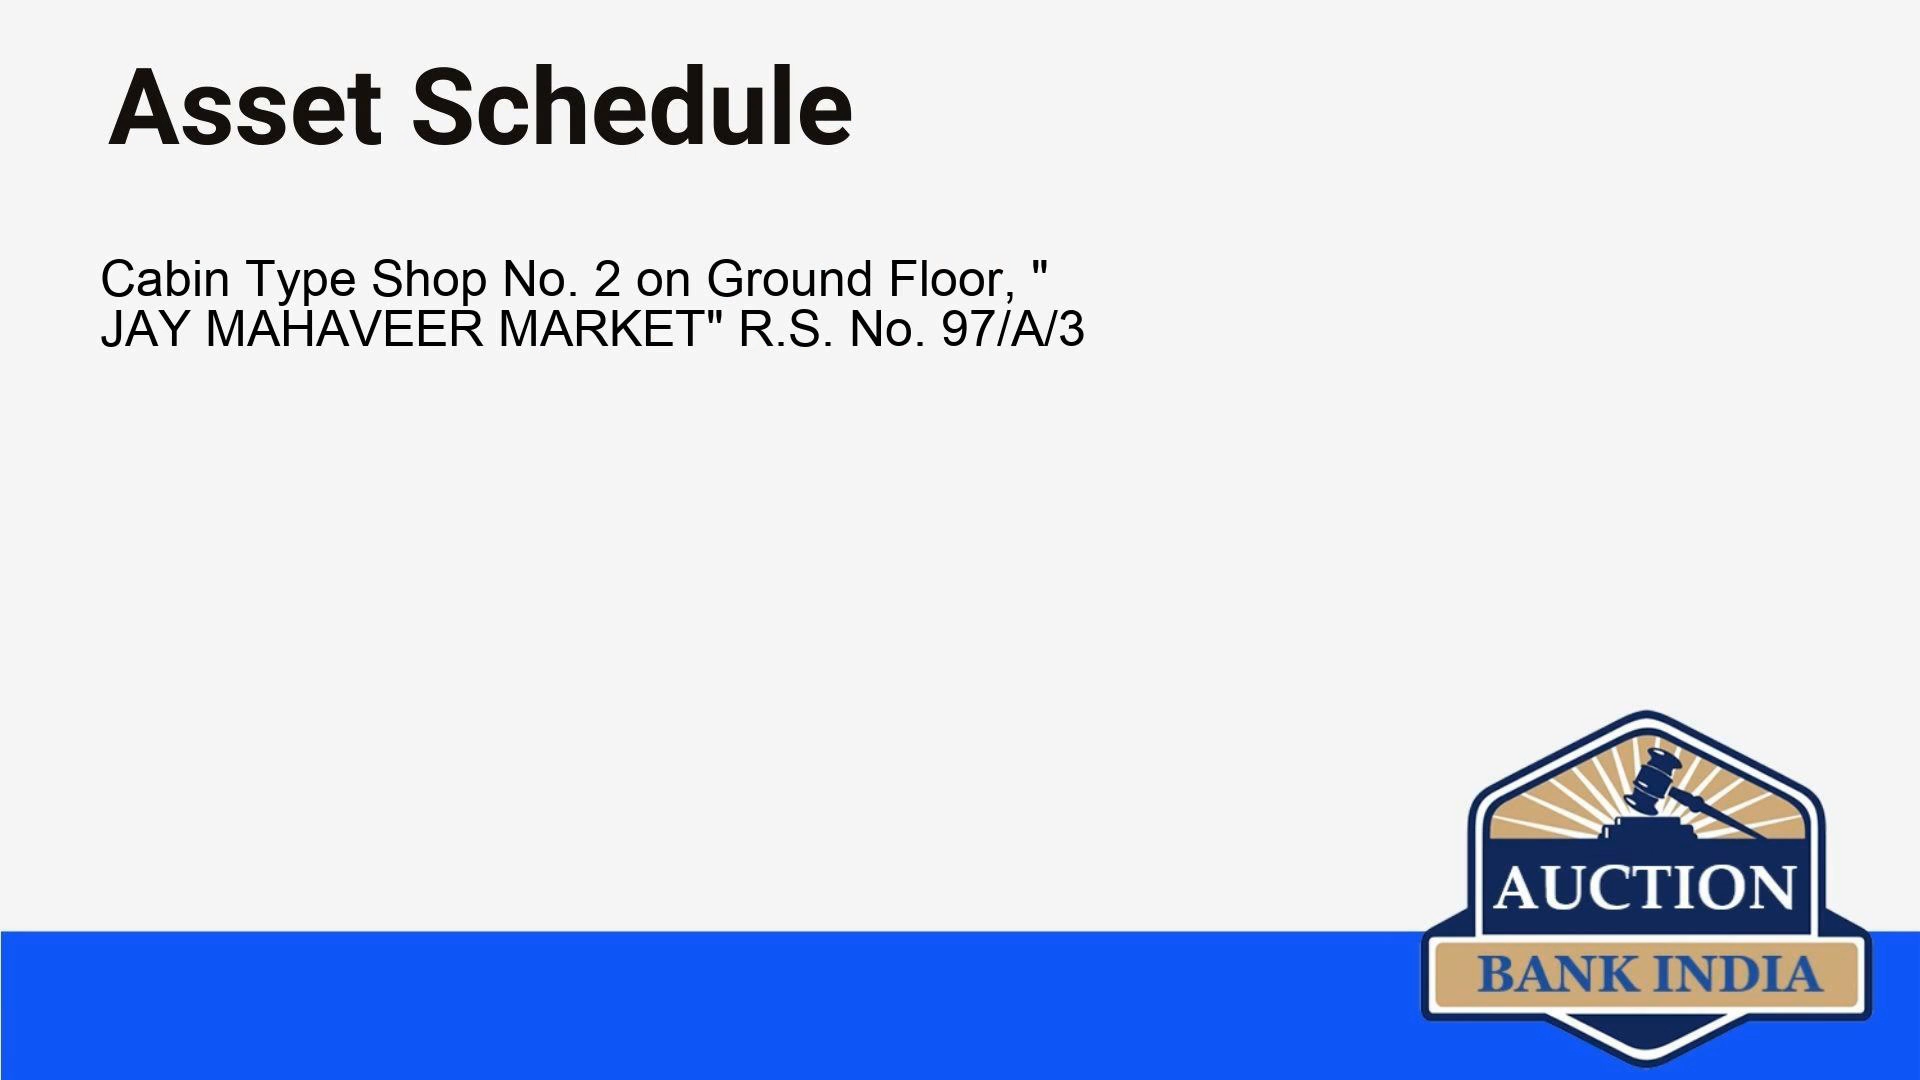 Asset Schedule
Cabin Type Shop No. 2 on Ground Floor, "
JAY MAHAVEER MARKET" R.S. No. 97/A/3
AUCTION
BANK INDIA